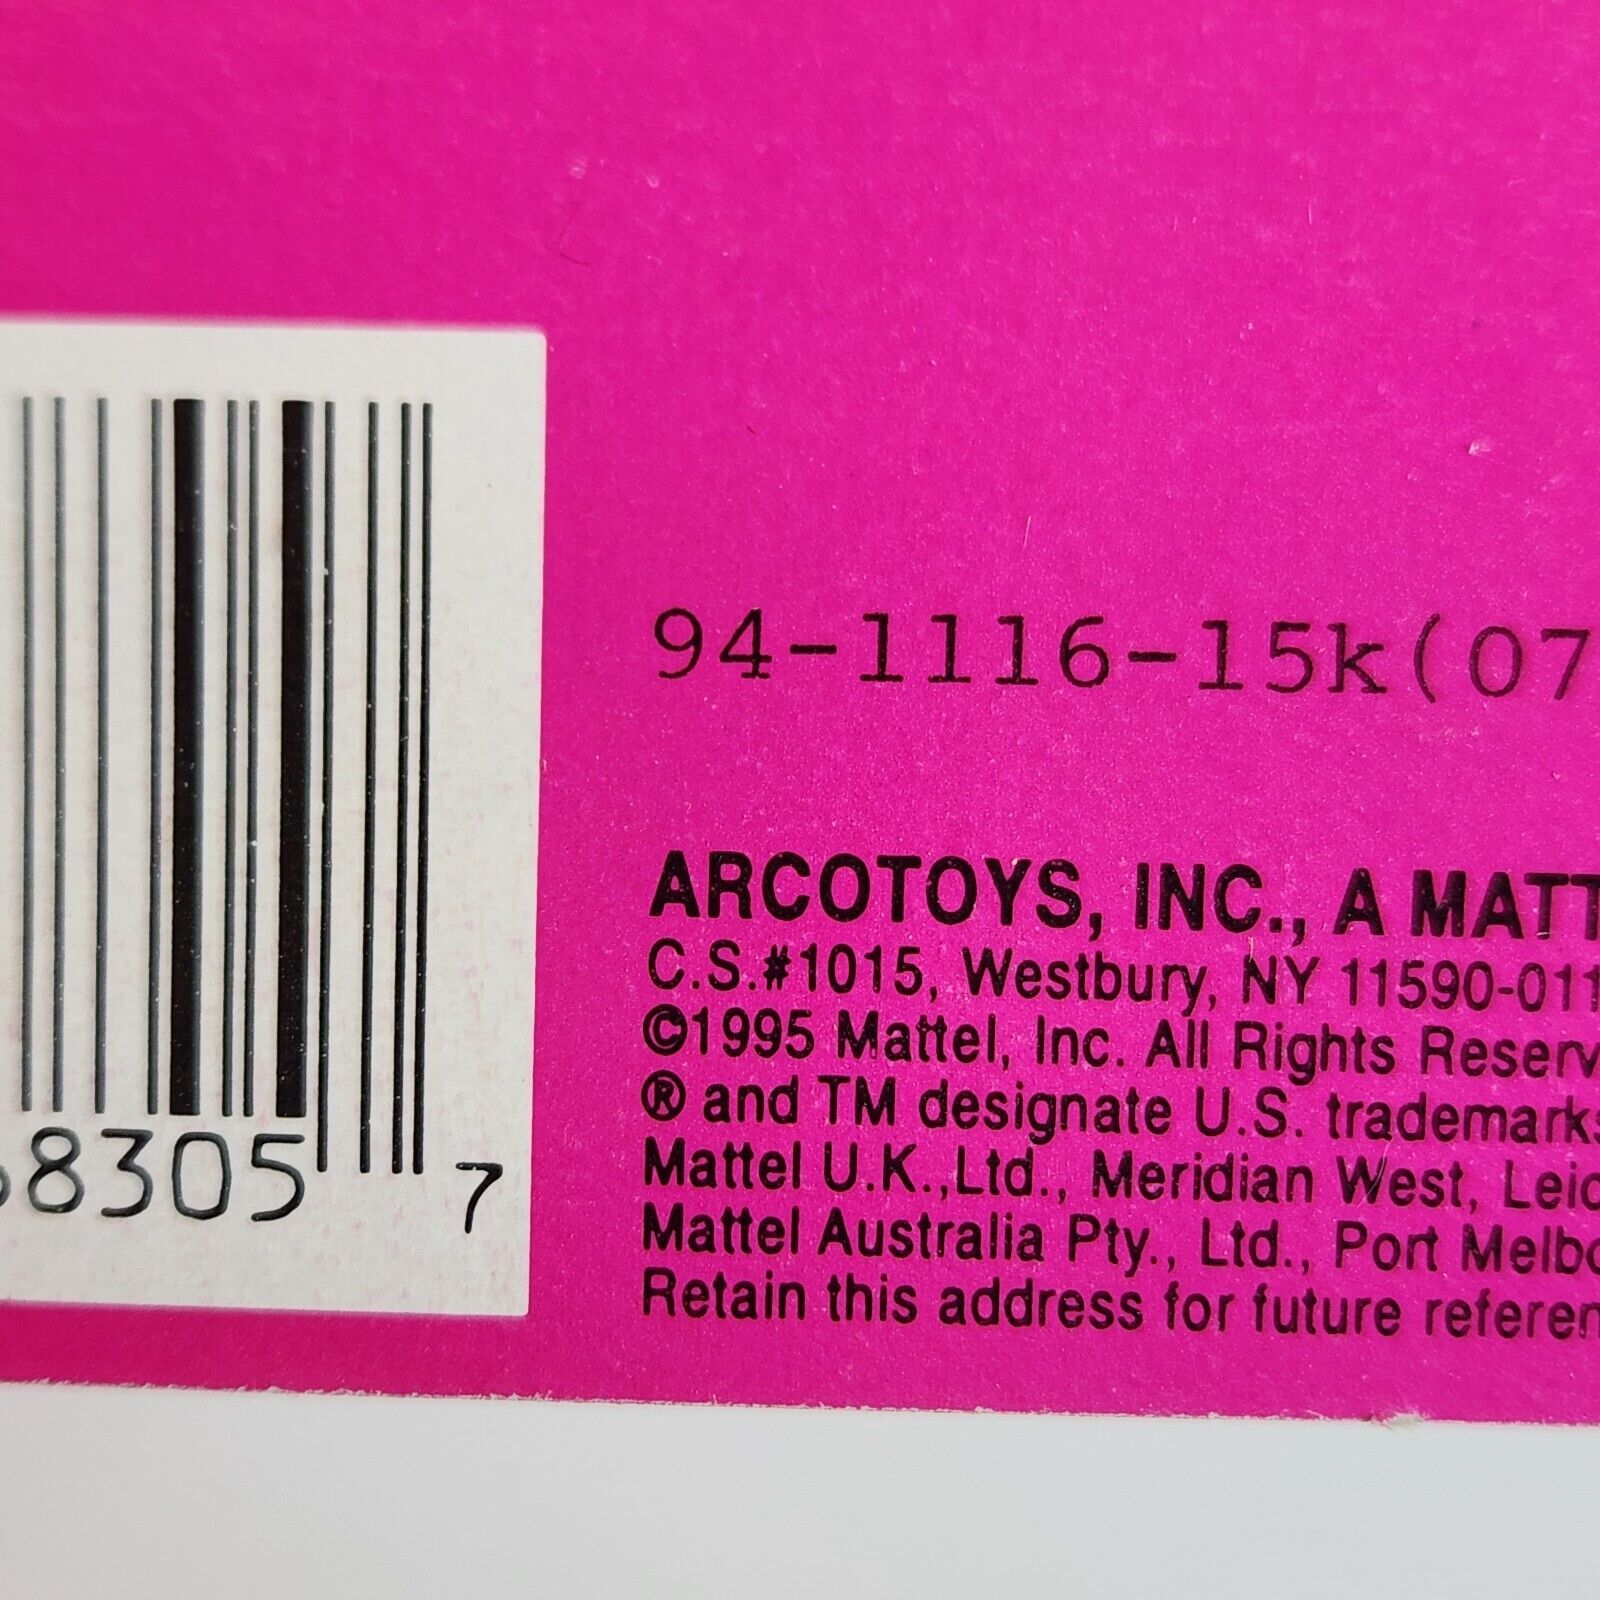 68305 7
94-1116-15k(07
ARCOTOYS, INC., A MATT
C.S.#1015, Westbury, NY 11590-011
©1995 Mattel, Inc. All Rights Reserv
® and TM designate U.S. trademarks
Mattel U.K.,Ltd., Meridian West, Leic
Mattel Australia Pty., Ltd., Port Melbo
Retain this address for future referen